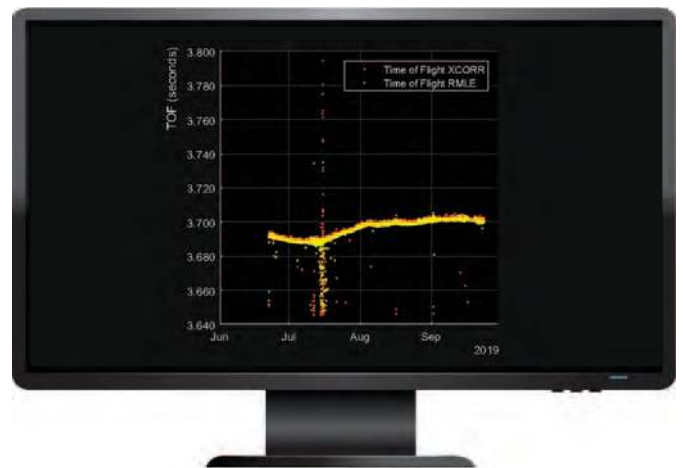 3.800
3.780
3.760
3.740
3.720
3.700
3.680
3.660
3.640
TOF (seconds)
Time of Flight XCORR
Time of Flight RMLE
Jun
Jul
Aug
Sep
2019